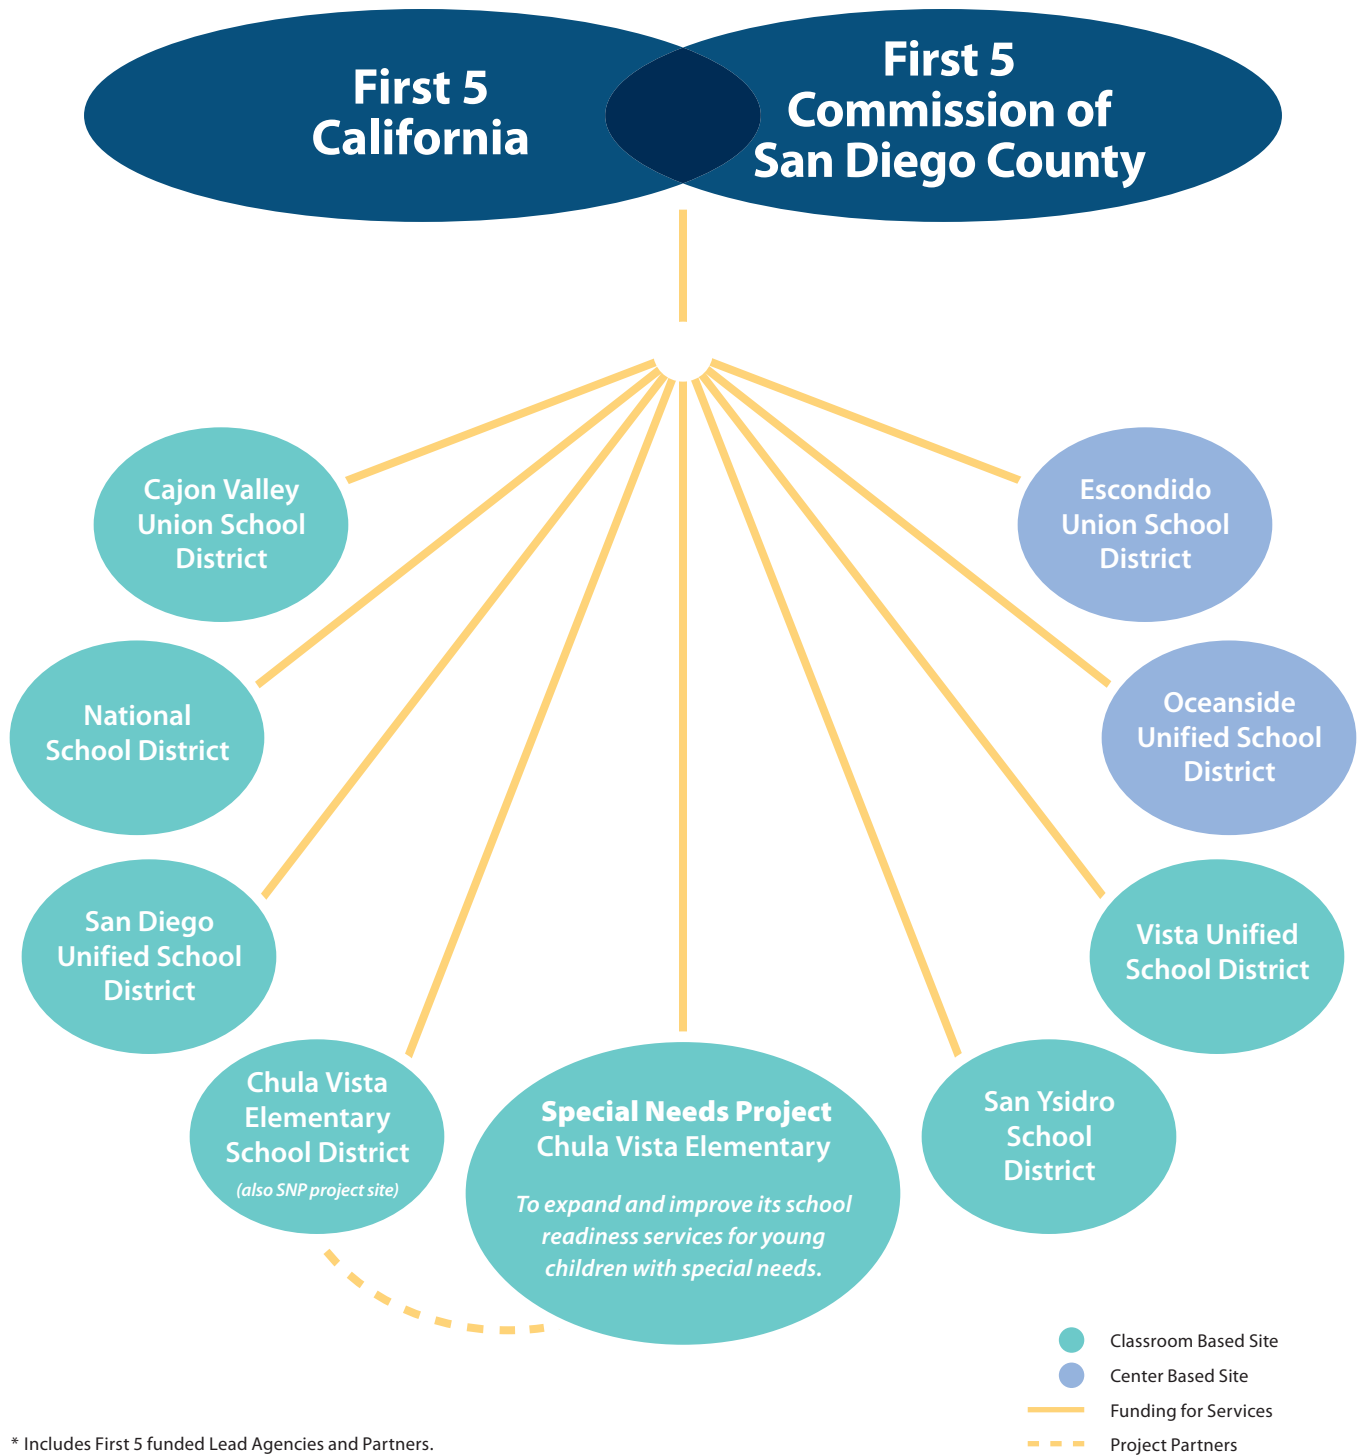 First 5
California
First 5
Commission of
San Diego County
Cajon Valley
Union School
District
Escondido
Union School
District
National
School District
Oceanside
Unified School
District
San Diego
Unified School
District
Vista Unified
School District
Chula Vista
Elementary
School District
(also SNP project site)
Special Needs Project
Chula Vista Elementary
To expand and improve its school
readiness services for young
children with special needs.
San Ysidro
School
District
Classroom Based Site
Center Based Site
Funding for Services
Project Partners
* Includes First 5 funded Lead Agencies and Partners.